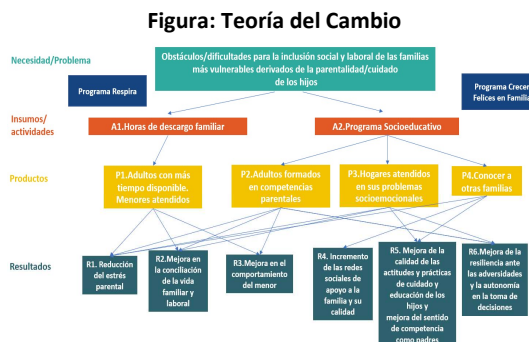 Figura: Teoría del Cambio
Necesidad/Problema
Obstáculos/dificultades para la inclusión social y laboral de las familias
más vulnerables derivados de la parentalidad/cuidado
de los hijos
Programa Respira
Programa Crecer
Felices en Familia
Insumos/
actividades
A1.Horas de descargo familiar
A2.Programa Socioeducativo
Productos
P1.Adultos con más
tiempo disponible.
Menores atendidos
P2.Adultos formados
en competencias
parentales
P3.Hogares atendidos
en sus problemas
socioemocionales
P4.Conocer a
otras familias
Resultados
R1. Reducción
del estrés
parental
R2.Mejora en
la conciliación
de la vida
familiar y
laboral
R3.Mejora en el
comportamiento
del menor
R4. Incremento
de las redes
sociales de
apoyo a la
familia y su
calidad
R5. Mejora de la
calidad de las
actitudes y prácticas
de cuidado y
educación de los
hijos y
mejora del sentido
de competencia
como padres
R6.Mejora de la
resiliencia ante
las adversidades
y la autonomía
en la toma de
decisiones